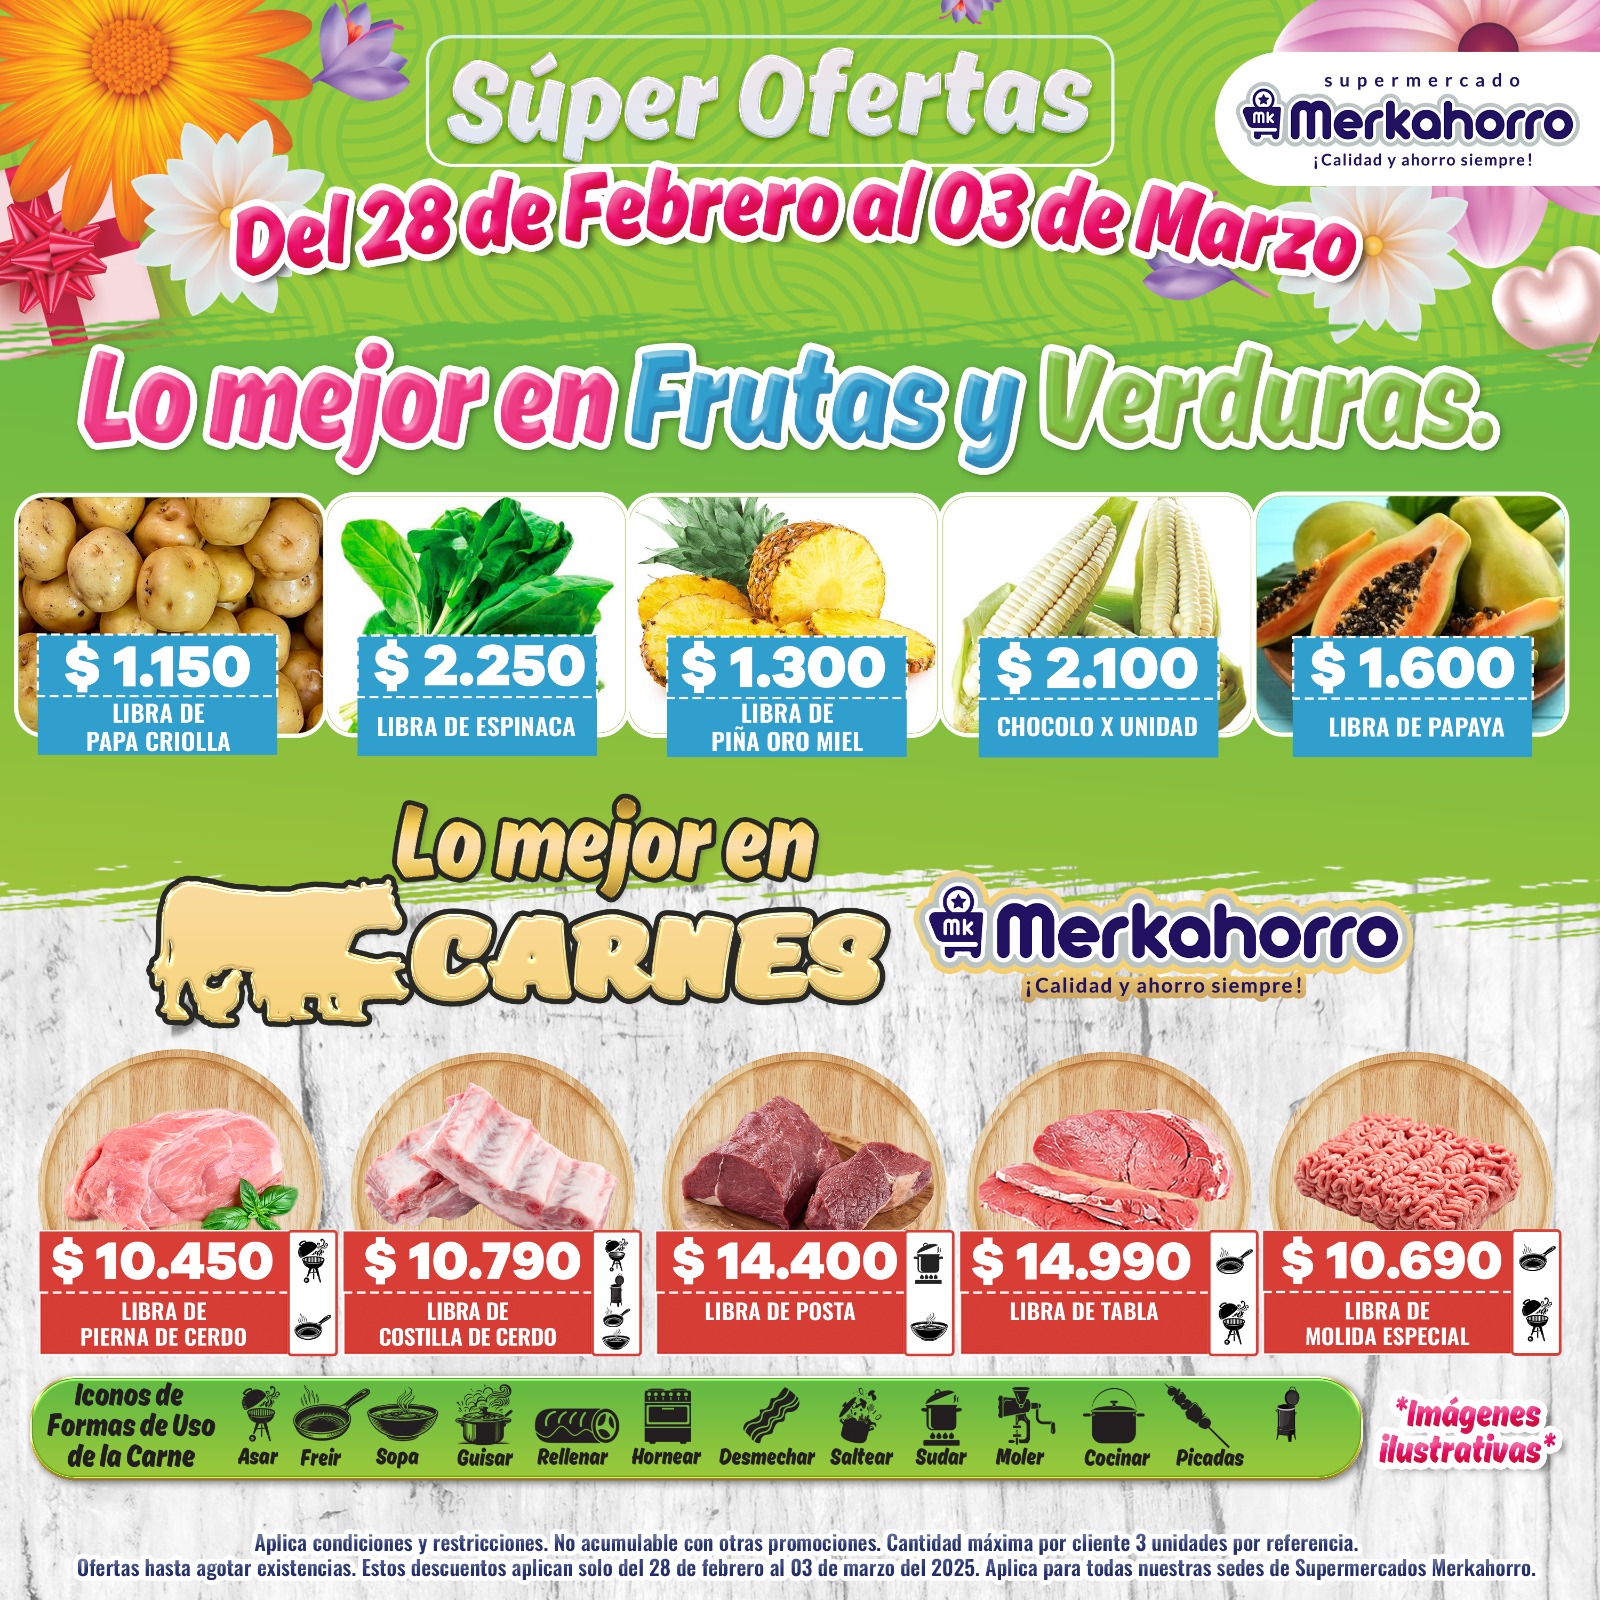 Súper Ofertas
supermercado
MK Merkahorro
¡Calidad y ahorro siempre!
Del 28 de Febrero al 03 de Marzo
Lo mejor en Frutas y Verduras.
$ 1.150
LIBRA DE
PAPA CRIOLLA
$ 2.250
LIBRA DE ESPINACA
$ 1.300
LIBRA DE
PIÑA ORO MIEL
$ 2.100
CHOCOLO X UNIDAD
$ 1.600
LIBRA DE PAPAYA
Lo mejor en
CARNES
MK Merkahorro
¡Calidad y ahorro siempre!
$ 10.450
LIBRA DE
PIERNA DE CERDO
$ 10.790
LIBRA DE
COSTILLA DE CERDO
$ 14.400
LIBRA DE POSTA
$ 14.990
LIBRA DE TABLA
$ 10.690
LIBRA DE
MOLIDA ESPECIAL
Iconos de
Formas de Uso
de la Carne
Asar Freir Sopa Guisar Rellenar Hornear Desmechar Saltear Sudar Moler Cocinar Picadas
*Imágenes
ilustrativas*
Aplica condiciones y restricciones. No acumulable con otras promociones. Cantidad máxima por cliente 3 unidades por referencia.
Ofertas hasta agotar existencias. Estos descuentos aplican solo del 28 de febrero al 03 de marzo del 2025. Aplica para todas nuestras sedes de Supermercados Merkahorro.